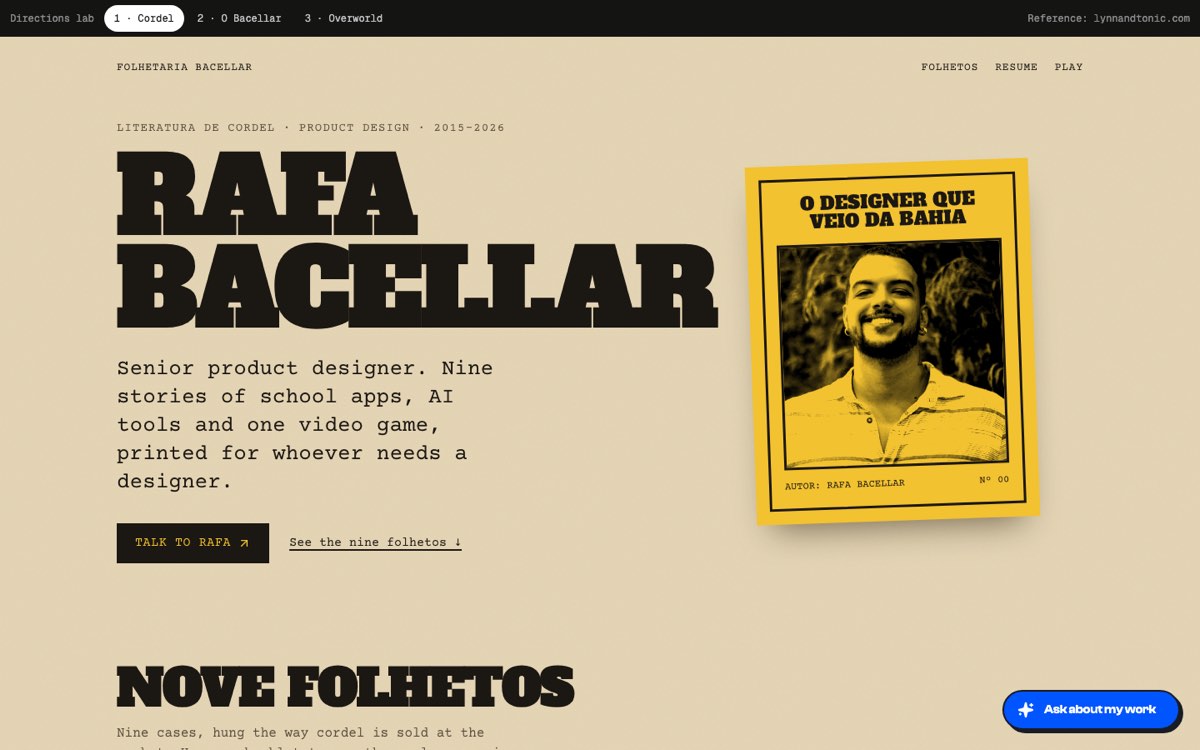 Directions lab 1 · Cordel 2 · O Bacellar 3 · Overworld Reference: lynnandtonic.com
FOLHETARIA BACELLAR FOLHETOS RESUME PLAY
LITERATURA DE CORDEL · PRODUCT DESIGN · 2015–2026
RAFA
BACELLAR
Senior product designer. Nine
stories of school apps, AI
tools and one video game,
printed for whoever needs a
designer.
TALK TO RAFA ↗
See the nine folhetos ↓
O DESIGNER QUE
VEIO DA BAHIA
AUTOR: RAFA BACELLAR Nº 00
NOVE FOLHETOS
Nine cases, hung the way cordel is sold at the
Ask about my work